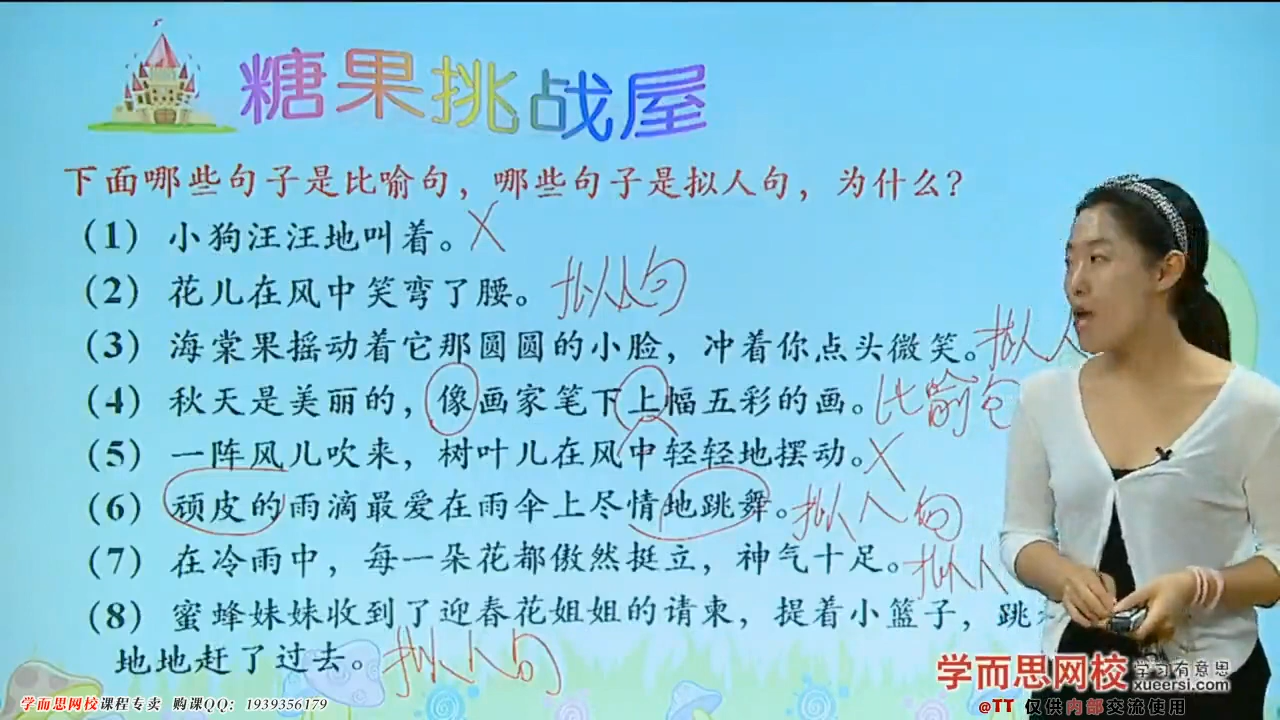 糖果挑战屋
下面哪些句子是比喻句，哪些句子是拟人句，为什么？
（1）小狗汪汪地叫着。X
（2）花儿在风中笑弯了腰。拟人句
（3）海棠果摇动着它那圆圆的小脸，冲着你点头微笑。拟人
（4）秋天是美丽的，像画家笔下上幅五彩的画。比喻句
（5）一阵风儿吹来，树叶儿在风中轻轻地摆动。X
（6）顽皮的雨滴最爱在雨伞上尽情地跳舞。拟人句
（7）在冷雨中，每一朵花都傲然挺立，神气十足。拟人
（8）蜜蜂妹妹收到了迎春花姐姐的请柬，提着小篮子，跳
地地赶了过去。拟人句
学而思网校 学习有意思
xueersi.com
学而思网校课程专卖 购课QQ：1939356179
@TT 仅供内部交流使用